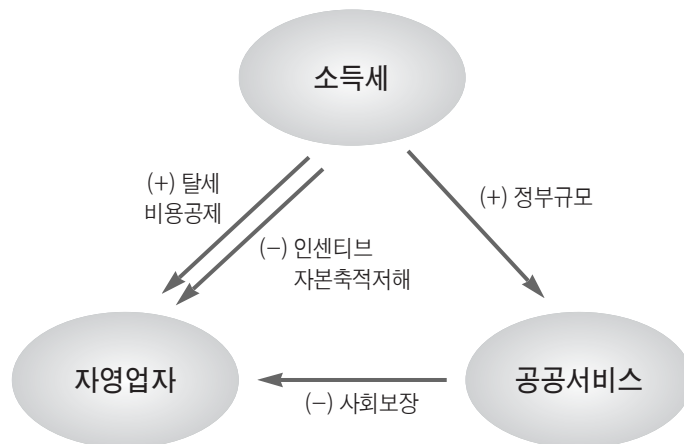 소득세
(+) 탈세
비용공제
(+) 정부규모
(−) 인센티브
자본축적저해
자영업자
공공서비스
(−) 사회보장